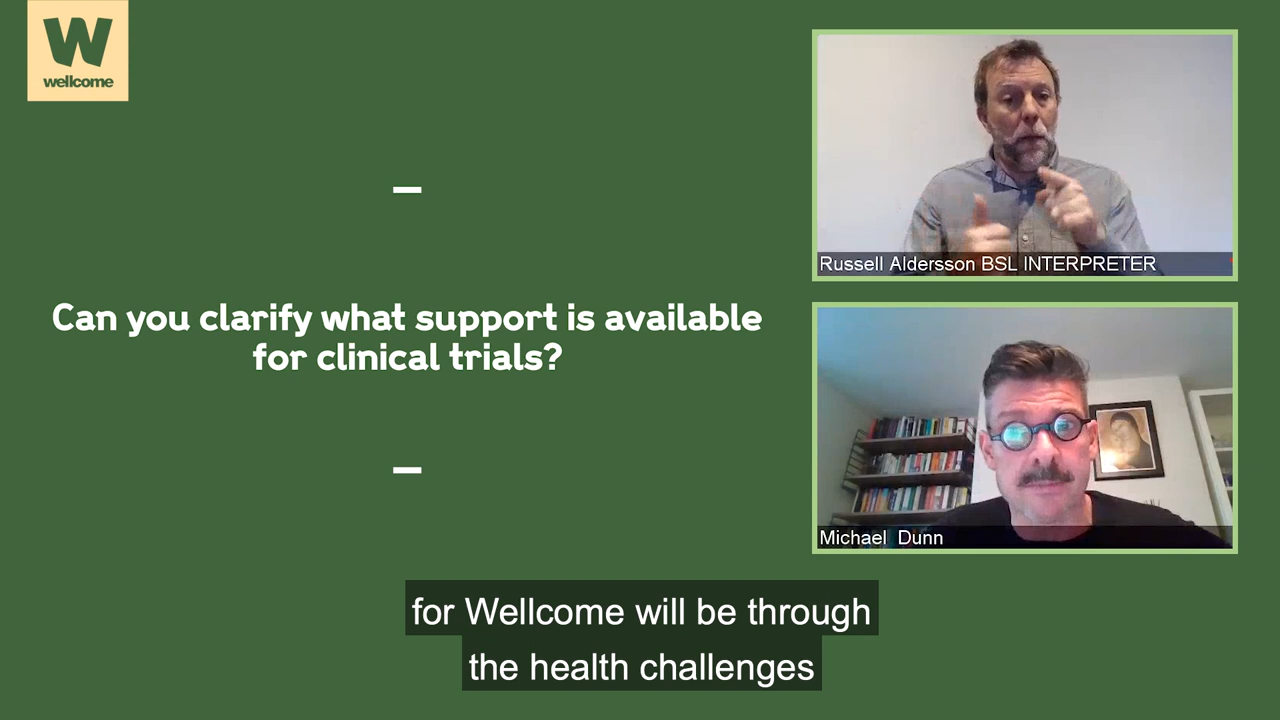 W
wellcome
Can you clarify what support is available
for clinical trials?
Russell Aldersson BSL INTERPRETER
Michael Dunn
for Wellcome will be through
the health challenges